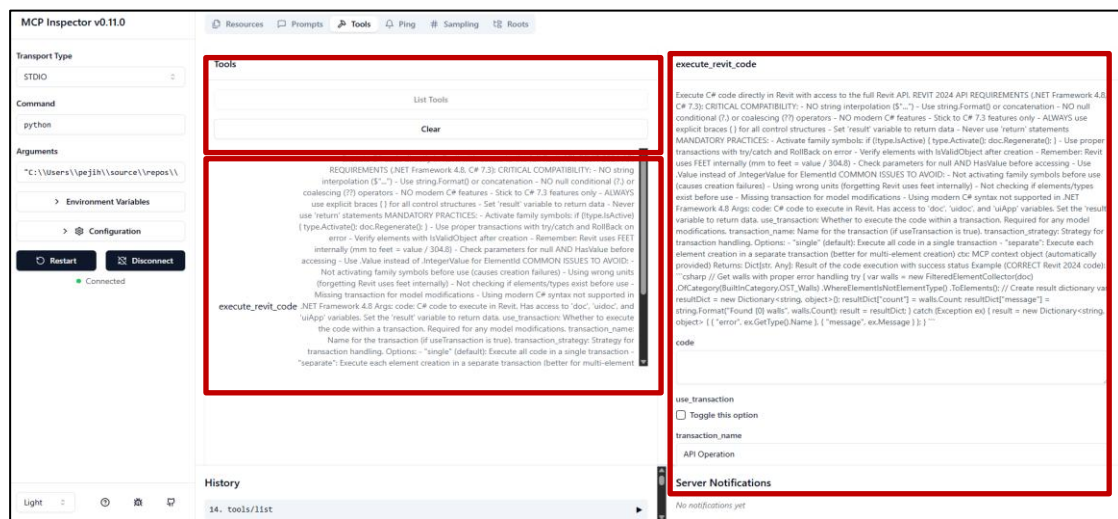 MCP Inspector v0.11.0
Transport Type
STDIO
Command
python
Arguments
"C:\\Users\\pejih\\source\\repos\\
Environment Variables
Configuration
Restart
Disconnect
Connected
Light
Resources
Prompts
Tools
Ping
Sampling
Roots
Tools
List Tools
Clear
execute_revit_code
REQUIREMENTS (.NET Framework 4.8, C# 7.3): CRITICAL COMPATIBILITY: - NO string
interpolation ($"...") - Use string.Format() or concatenation - NO null conditional (?.) or
coalescing (??) operators - NO modern C# features - Stick to C# 7.3 features only - ALWAYS
use explicit braces { } for all control structures - Set 'result' variable to return data - Never
use 'return' statements MANDATORY PRACTICES: - Activate family symbols: if (!type.IsActive)
{ type.Activate(); doc.Regenerate(); } - Use proper transactions with try/catch and RollBack on
error - Verify elements with IsValidObject after creation - Remember: Revit uses FEET
internally (mm to feet = value / 304.8) - Check parameters for null AND HasValue before
accessing - Use .Value instead of .IntegerValue for ElementId COMMON ISSUES TO AVOID: -
Not activating family symbols before use (causes creation failures) - Using wrong units
(forgetting Revit uses feet internally) - Not checking if elements/types exist before use -
Missing transaction for model modifications - Using modern C# syntax not supported in
.NET Framework 4.8 Args: code: C# code to execute in Revit. Has access to 'doc', 'uidoc', and
'uiApp' variables. Set the 'result' variable to return data. use_transaction: Whether to execute
the code within a transaction. Required for any model modifications. transaction_name:
Name for the transaction (if useTransaction is true). transaction_strategy: Strategy for
transaction handling. Options: - "single" (default): Execute all code in a single transaction -
"separate": Execute each element creation in a separate transaction (better for multi-element
History
14. tools/list
execute_revit_code
Execute C# code directly in Revit with access to the full Revit API. REVIT 2024 API REQUIREMENTS (.NET Framework 4.8,
C# 7.3): CRITICAL COMPATIBILITY: - NO string interpolation ($"...") - Use string.Format() or concatenation - NO null
conditional (?.) or coalescing (??) operators - NO modern C# features - Stick to C# 7.3 features only - ALWAYS use
explicit braces { } for all control structures - Set 'result' variable to return data - Never use 'return' statements
MANDATORY PRACTICES: - Activate family symbols: if (!type.IsActive) { type.Activate(); doc.Regenerate(); } - Use proper
transactions with try/catch and RollBack on error - Verify elements with IsValidObject after creation - Remember: Revit
uses FEET internally (mm to feet = value / 304.8) - Check parameters for null AND HasValue before accessing - Use
.Value instead of .IntegerValue for ElementId COMMON ISSUES TO AVOID: - Not activating family symbols before use
(causes creation failures) - Using wrong units (forgetting Revit uses feet internally) - Not checking if elements/types
exist before use - Missing transaction for model modifications - Using modern C# syntax not supported in .NET
Framework 4.8 Args: code: C# code to execute in Revit. Has access to 'doc', 'uidoc', and 'uiApp' variables. Set the 'result'
variable to return data. use_transaction: Whether to execute the code within a transaction. Required for any model
modifications. transaction_name: Name for the transaction (if useTransaction is true). transaction_strategy: Strategy for
transaction handling. Options: - "single" (default): Execute all code in a single transaction - "separate": Execute each
element creation in a separate transaction (better for multi-element creation) ctx: MCP context object (automatically
provided) Returns: Dict[str, Any]: Result of the code execution with success status Example (CORRECT Revit 2024 code):
```csharp // Get walls with proper error handling try { var walls = new FilteredElementCollector(doc)
.OfCategory(BuiltInCategory.OST_Walls) .WhereElementIsNotElementType() .ToElements(); // Create result dictionary va
resultDict = new Dictionary<string, object>(); resultDict["count"] = walls.Count; resultDict["message"] =
string.Format("Found {0} walls", walls.Count); result = resultDict; } catch (Exception ex) { result = new Dictionary<string,
object> { { "error", ex.GetType().Name }, { "message", ex.Message } }; } ```
code
use_transaction
Toggle this option
transaction_name
API Operation
Server Notifications
No notifications yet